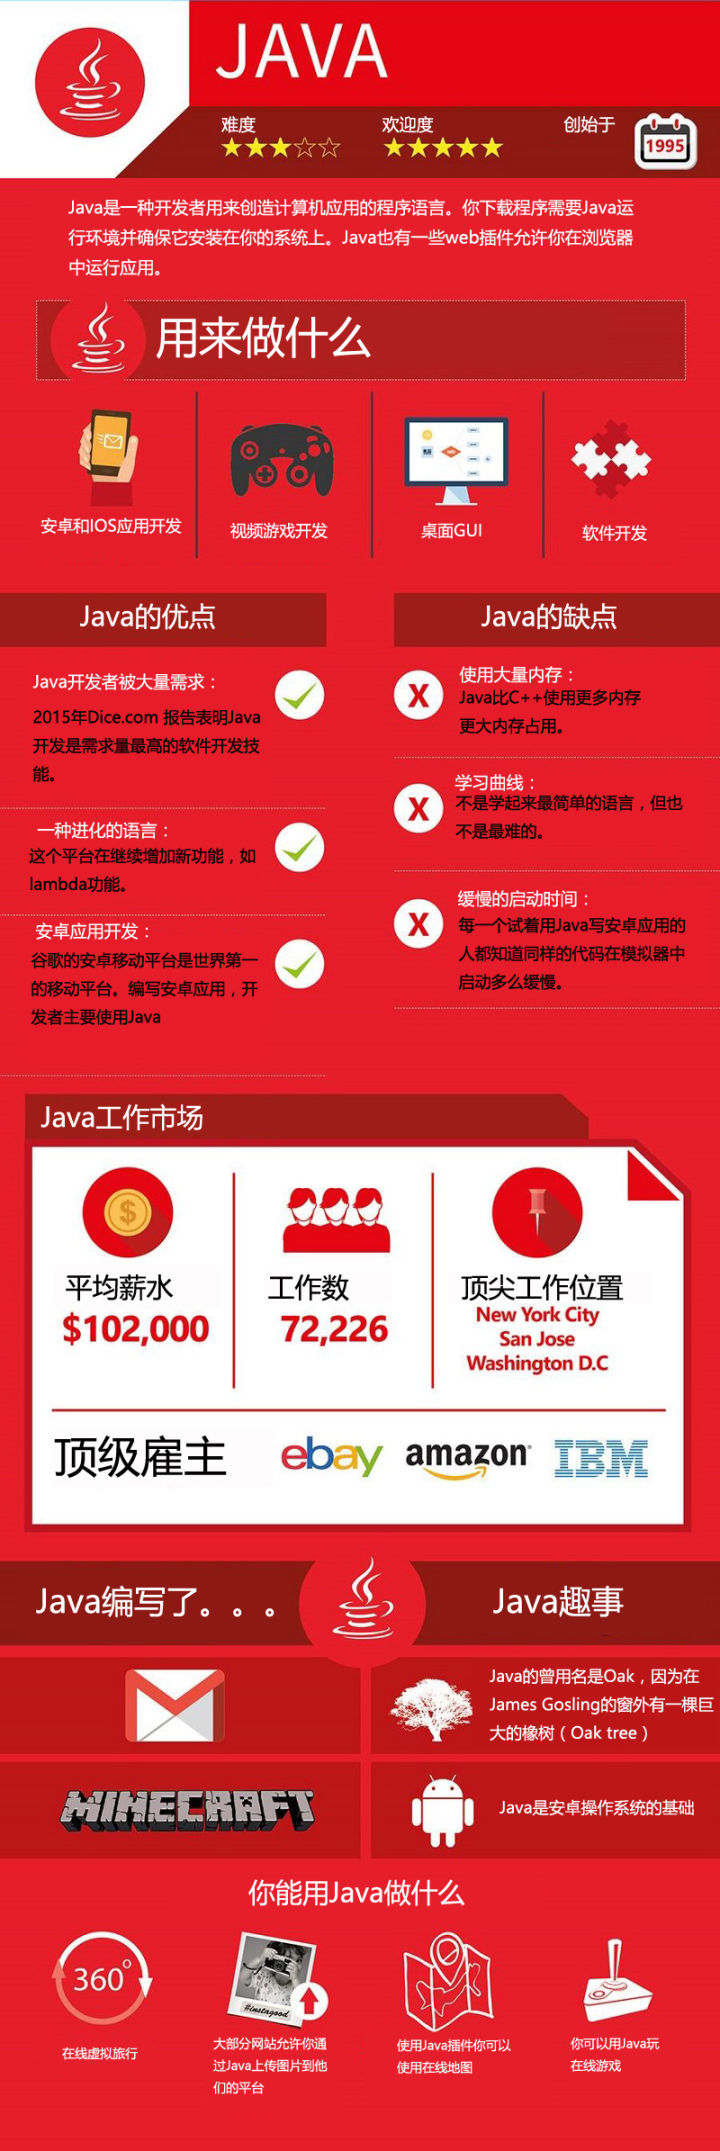 JAVA
难度
欢迎度
创始于
1995
Java是一种开发者用来创造计算机应用的程序语言。你下载程序需要Java运
行环境并确保它安装在你的系统上。Java也有一些web插件允许你在浏览器
中运行应用。
用来做什么
安卓和IOS应用开发
视频游戏开发
桌面GUI
软件开发
Java的优点
Java开发者被大量需求：
2015年Dice.com 报告表明Java
开发是需求量最高的软件开发技
能。
一种进化的语言：
这个平台在继续增加新功能，如
lambda功能。
安卓应用开发：
谷歌的安卓移动平台是世界第一
的移动平台。编写安卓应用，开
发者主要使用Java
Java的缺点
X
使用大量内存：
Java比C++使用更多内存
更大内存占用。
X
学习曲线：
不是学起来最简单的语言，但也
不是最难的。
X
缓慢的启动时间：
每一个试着用Java写安卓应用的
人都知道同样的代码在模拟器中
启动多么缓慢。
Java工作市场
$
平均薪水
$102,000
工作数
72,226
顶尖工作位置
New York City
San Jose
Washington D.C
顶级雇主
ebay
amazon
IBM
Java编写了。。。
MINECRAFT
Java趣事
Java的曾用名是Oak，因为在
James Gosling的窗外有一棵巨
大的橡树（Oak tree）
Java是安卓操作系统的基础
你能用Java做什么
360°
在线虚拟旅行
#instagood
大部分网站允许你通
过Java上传图片到他
们的平台
使用Java插件你可以
使用在线地图
你可以用Java玩
在线游戏